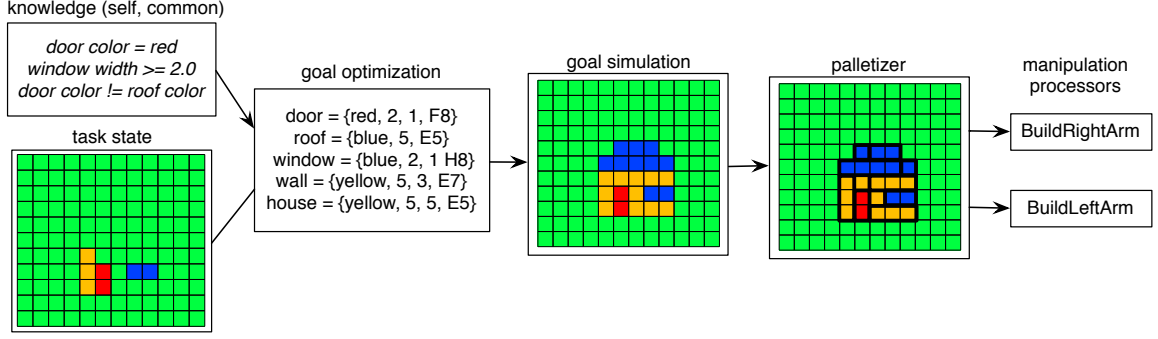 knowledge (self, common)
door color = red
window width >= 2.0
door color != roof color
task state
goal optimization
door = {red, 2, 1, F8}
roof = {blue, 5, E5}
window = {blue, 2, 1 H8}
wall = {yellow, 5, 3, E7}
house = {yellow, 5, 5, E5}
goal simulation
palletizer
manipulation
processors
BuildRightArm
BuildLeftArm